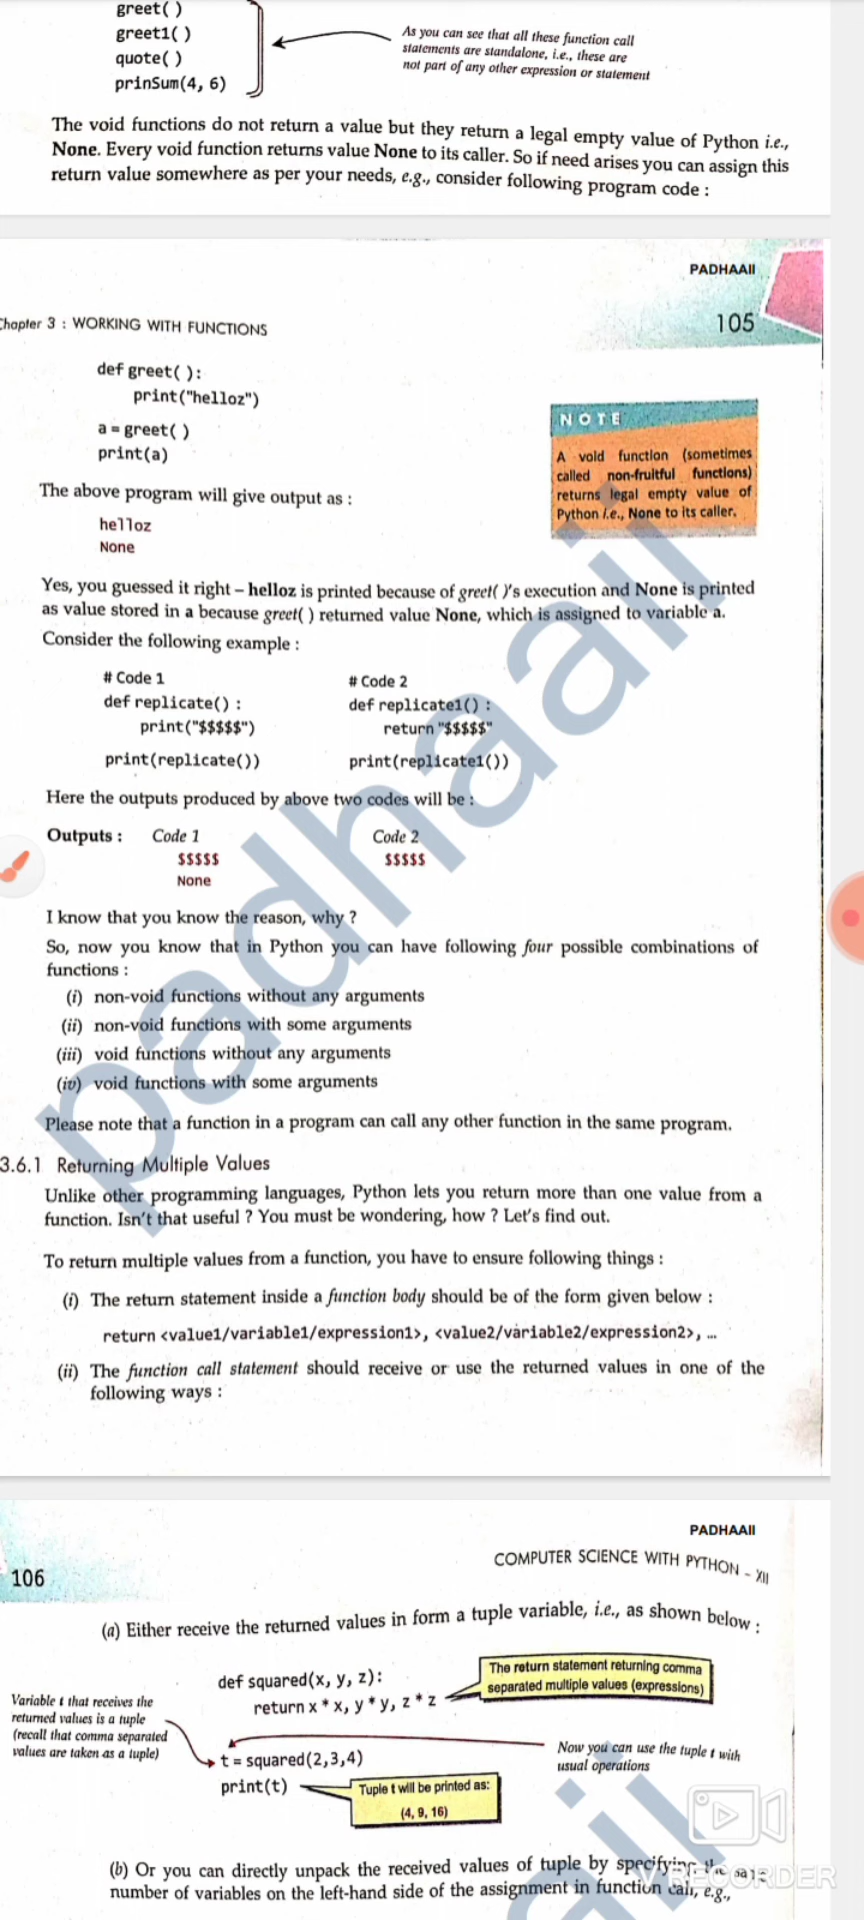 greet( )
greet1( )
quote( )
prinSum(4, 6)
As you can see that all these function call
statements are standalone, i.e., these are
not part of any other expression or statement
The void functions do not return a value but they return a legal empty value of Python i.e.,
None. Every void function returns value None to its caller. So if need arises you can assign this
return value somewhere as per your needs, e.g., consider following program code :
PADHAAII
Chapter 3 : WORKING WITH FUNCTIONS
105
def greet( ):
print("helloz")
a = greet( )
print(a)
NOTE
A void function (sometimes
called non-fruitful functions)
returns legal empty value of
Python i.e., None to its caller.
The above program will give output as :
helloz
None
Yes, you guessed it right – helloz is printed because of greet( )'s execution and None is printed
as value stored in a because greet( ) returned value None, which is assigned to variable a.
Consider the following example :
# Code 1
def replicate() :
print("$$$$$")
print(replicate())
# Code 2
def replicate1() :
return "$$$$$"
print(replicate1())
Here the outputs produced by above two codes will be :
Outputs : Code 1 Code 2
$$$$$ $$$$$
None
I know that you know the reason, why ?
So, now you know that in Python you can have following four possible combinations of
functions :
(i) non-void functions without any arguments
(ii) non-void functions with some arguments
(iii) void functions without any arguments
(iv) void functions with some arguments
Please note that a function in a program can call any other function in the same program.
3.6.1 Returning Multiple Values
Unlike other programming languages, Python lets you return more than one value from a
function. Isn't that useful ? You must be wondering, how ? Let's find out.
To return multiple values from a function, you have to ensure following things :
(i) The return statement inside a function body should be of the form given below :
return <value1/variable1/expression1>, <value2/variable2/expression2>, ...
(ii) The function call statement should receive or use the returned values in one of the
following ways :
padhaaii
PADHAAII
106
COMPUTER SCIENCE WITH PYTHON – XII
(a) Either receive the returned values in form a tuple variable, i.e., as shown below :
def squared(x, y, z):
return x * x, y * y, z * z
The return statement returning comma
separated multiple values (expressions)
Variable t that receives the
returned values is a tuple
(recall that comma separated
values are taken as a tuple)
t = squared(2,3,4)
print(t)
Now you can use the tuple t with
usual operations
Tuple t will be printed as:
(4, 9, 16)
(b) Or you can directly unpack the received values of tuple by specifying the same
number of variables on the left-hand side of the assignment in function call, e.g.,
RECORDER